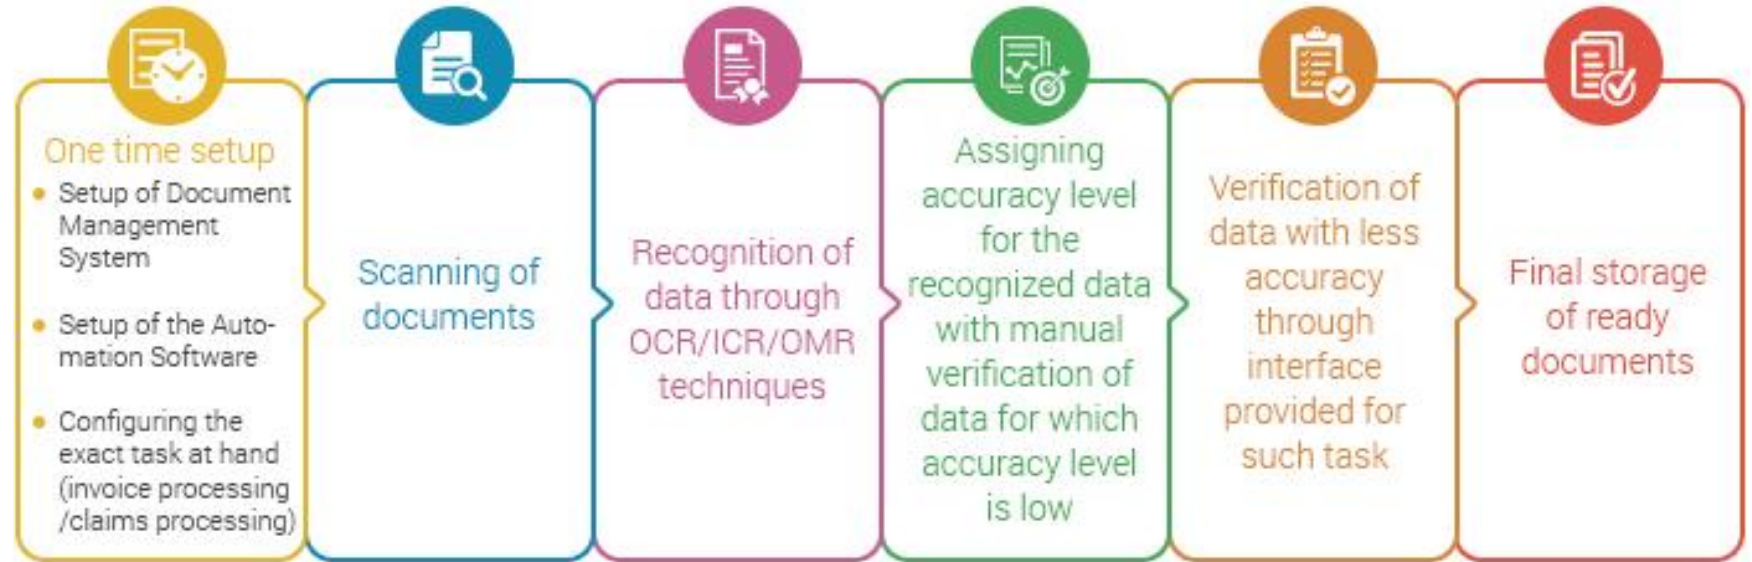 One time setup
Setup of Document
Management
System
Setup of the Auto-
mation Software
Configuring the
exact task at hand
(invoice processing
/claims processing)
Scanning of
documents
Recognition of
data through
OCR/ICR/OMR
techniques
Assigning
accuracy level
for the
recognized data
with manual
verification of
data for which
accuracy level
is low
Verification of
data with less
accuracy
through
interface
provided for
such task
Final storage
of ready
documents